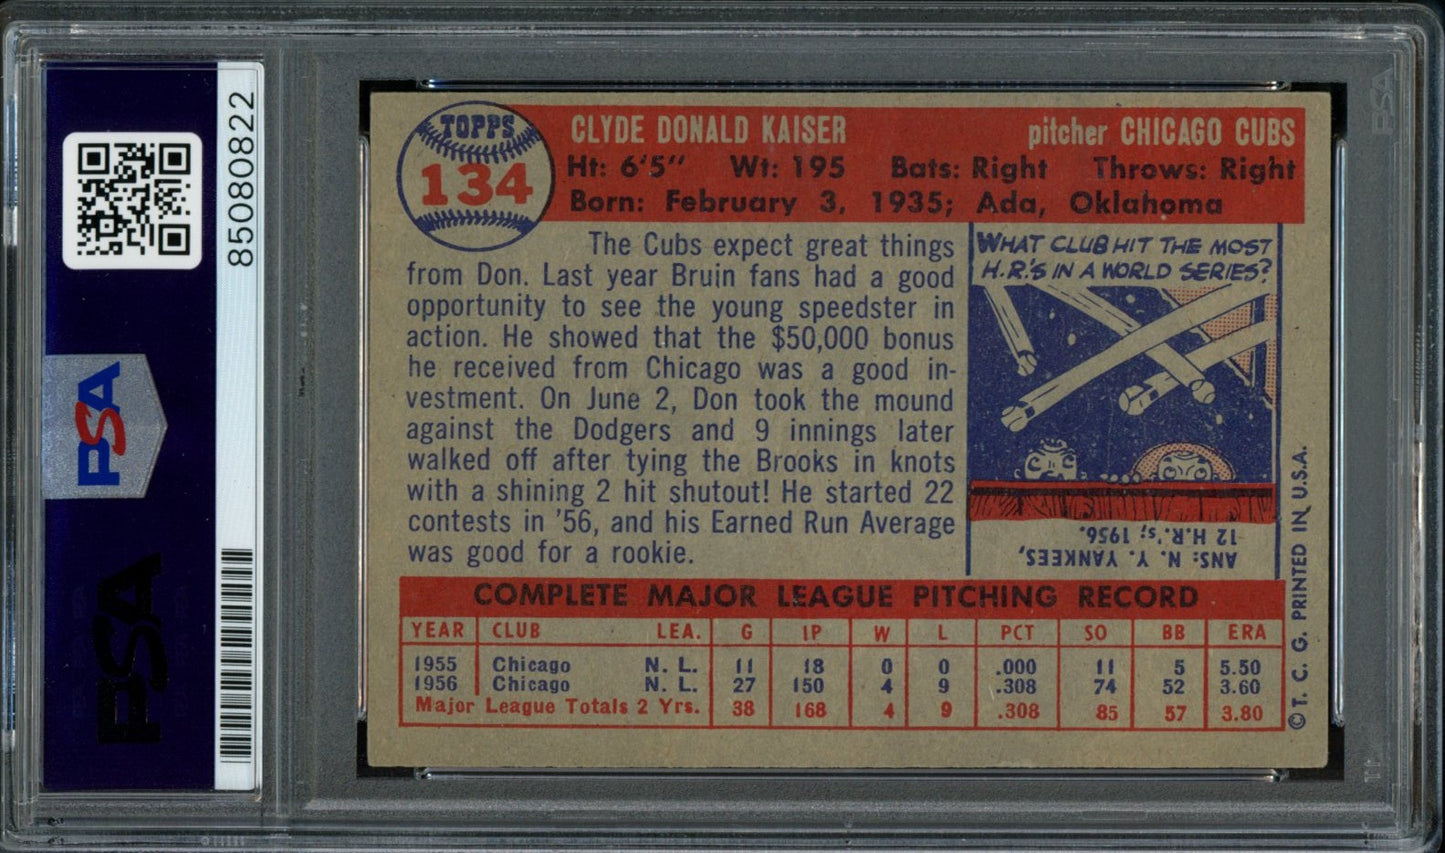 85080822
PSA
PSA
TOPPS
134
CLYDE DONALD KAISER pitcher CHICAGO CUBS
Ht: 6'5" Wt: 195 Bats: Right Throws: Right
Born: February 3, 1935; Ada, Oklahoma
The Cubs expect great things
from Don. Last year Bruin fans had a good
opportunity to see the young speedster in
action. He showed that the $50,000 bonus
he received from Chicago was a good in-
vestment. On June 2, Don took the mound
against the Dodgers and 9 innings later
walked off after tying the Brooks in knots
with a shining 2 hit shutout! He started 22
contests in '56, and his Earned Run Average
was good for a rookie.
WHAT CLUB HIT THE MOST
H.R.'S IN A WORLD SERIES?
ANS: N. Y. YANKEES,
12 H.R.'s; 1956.
COMPLETE MAJOR LEAGUE PITCHING RECORD
YEAR CLUB LEA. G IP W L PCT SO BB ERA
1955 Chicago N. L. 11 18 0 0 .000 11 5 5.50
1956 Chicago N. L. 27 150 4 9 .308 74 52 3.60
Major League Totals 2 Yrs. 38 168 4 9 .308 85 57 3.80
© T. C. G. PRINTED IN U.S.A.
PSA